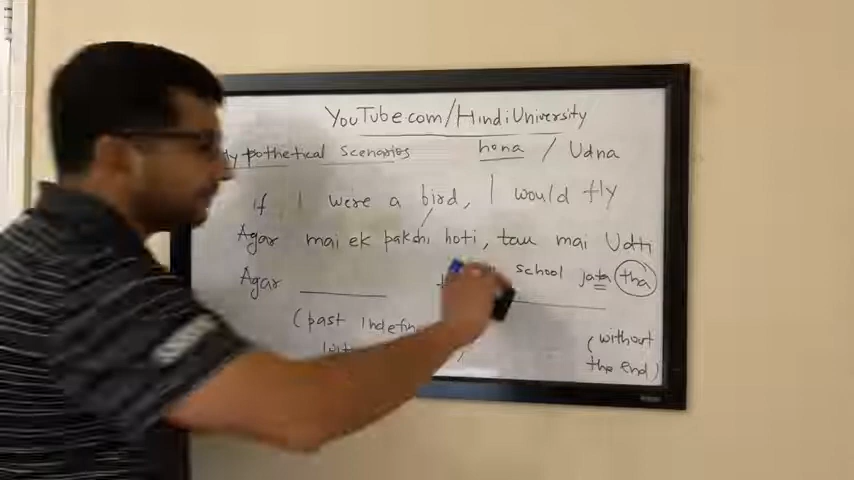 YouTube.com/HindiUniversity
Hypothetical Scenarios hona / Udna
If I were a bird, I would fly
Agar mai ek pakshi hoti, tau mai Udti
Agar school jata tha
(past Indefin
(without
the end)